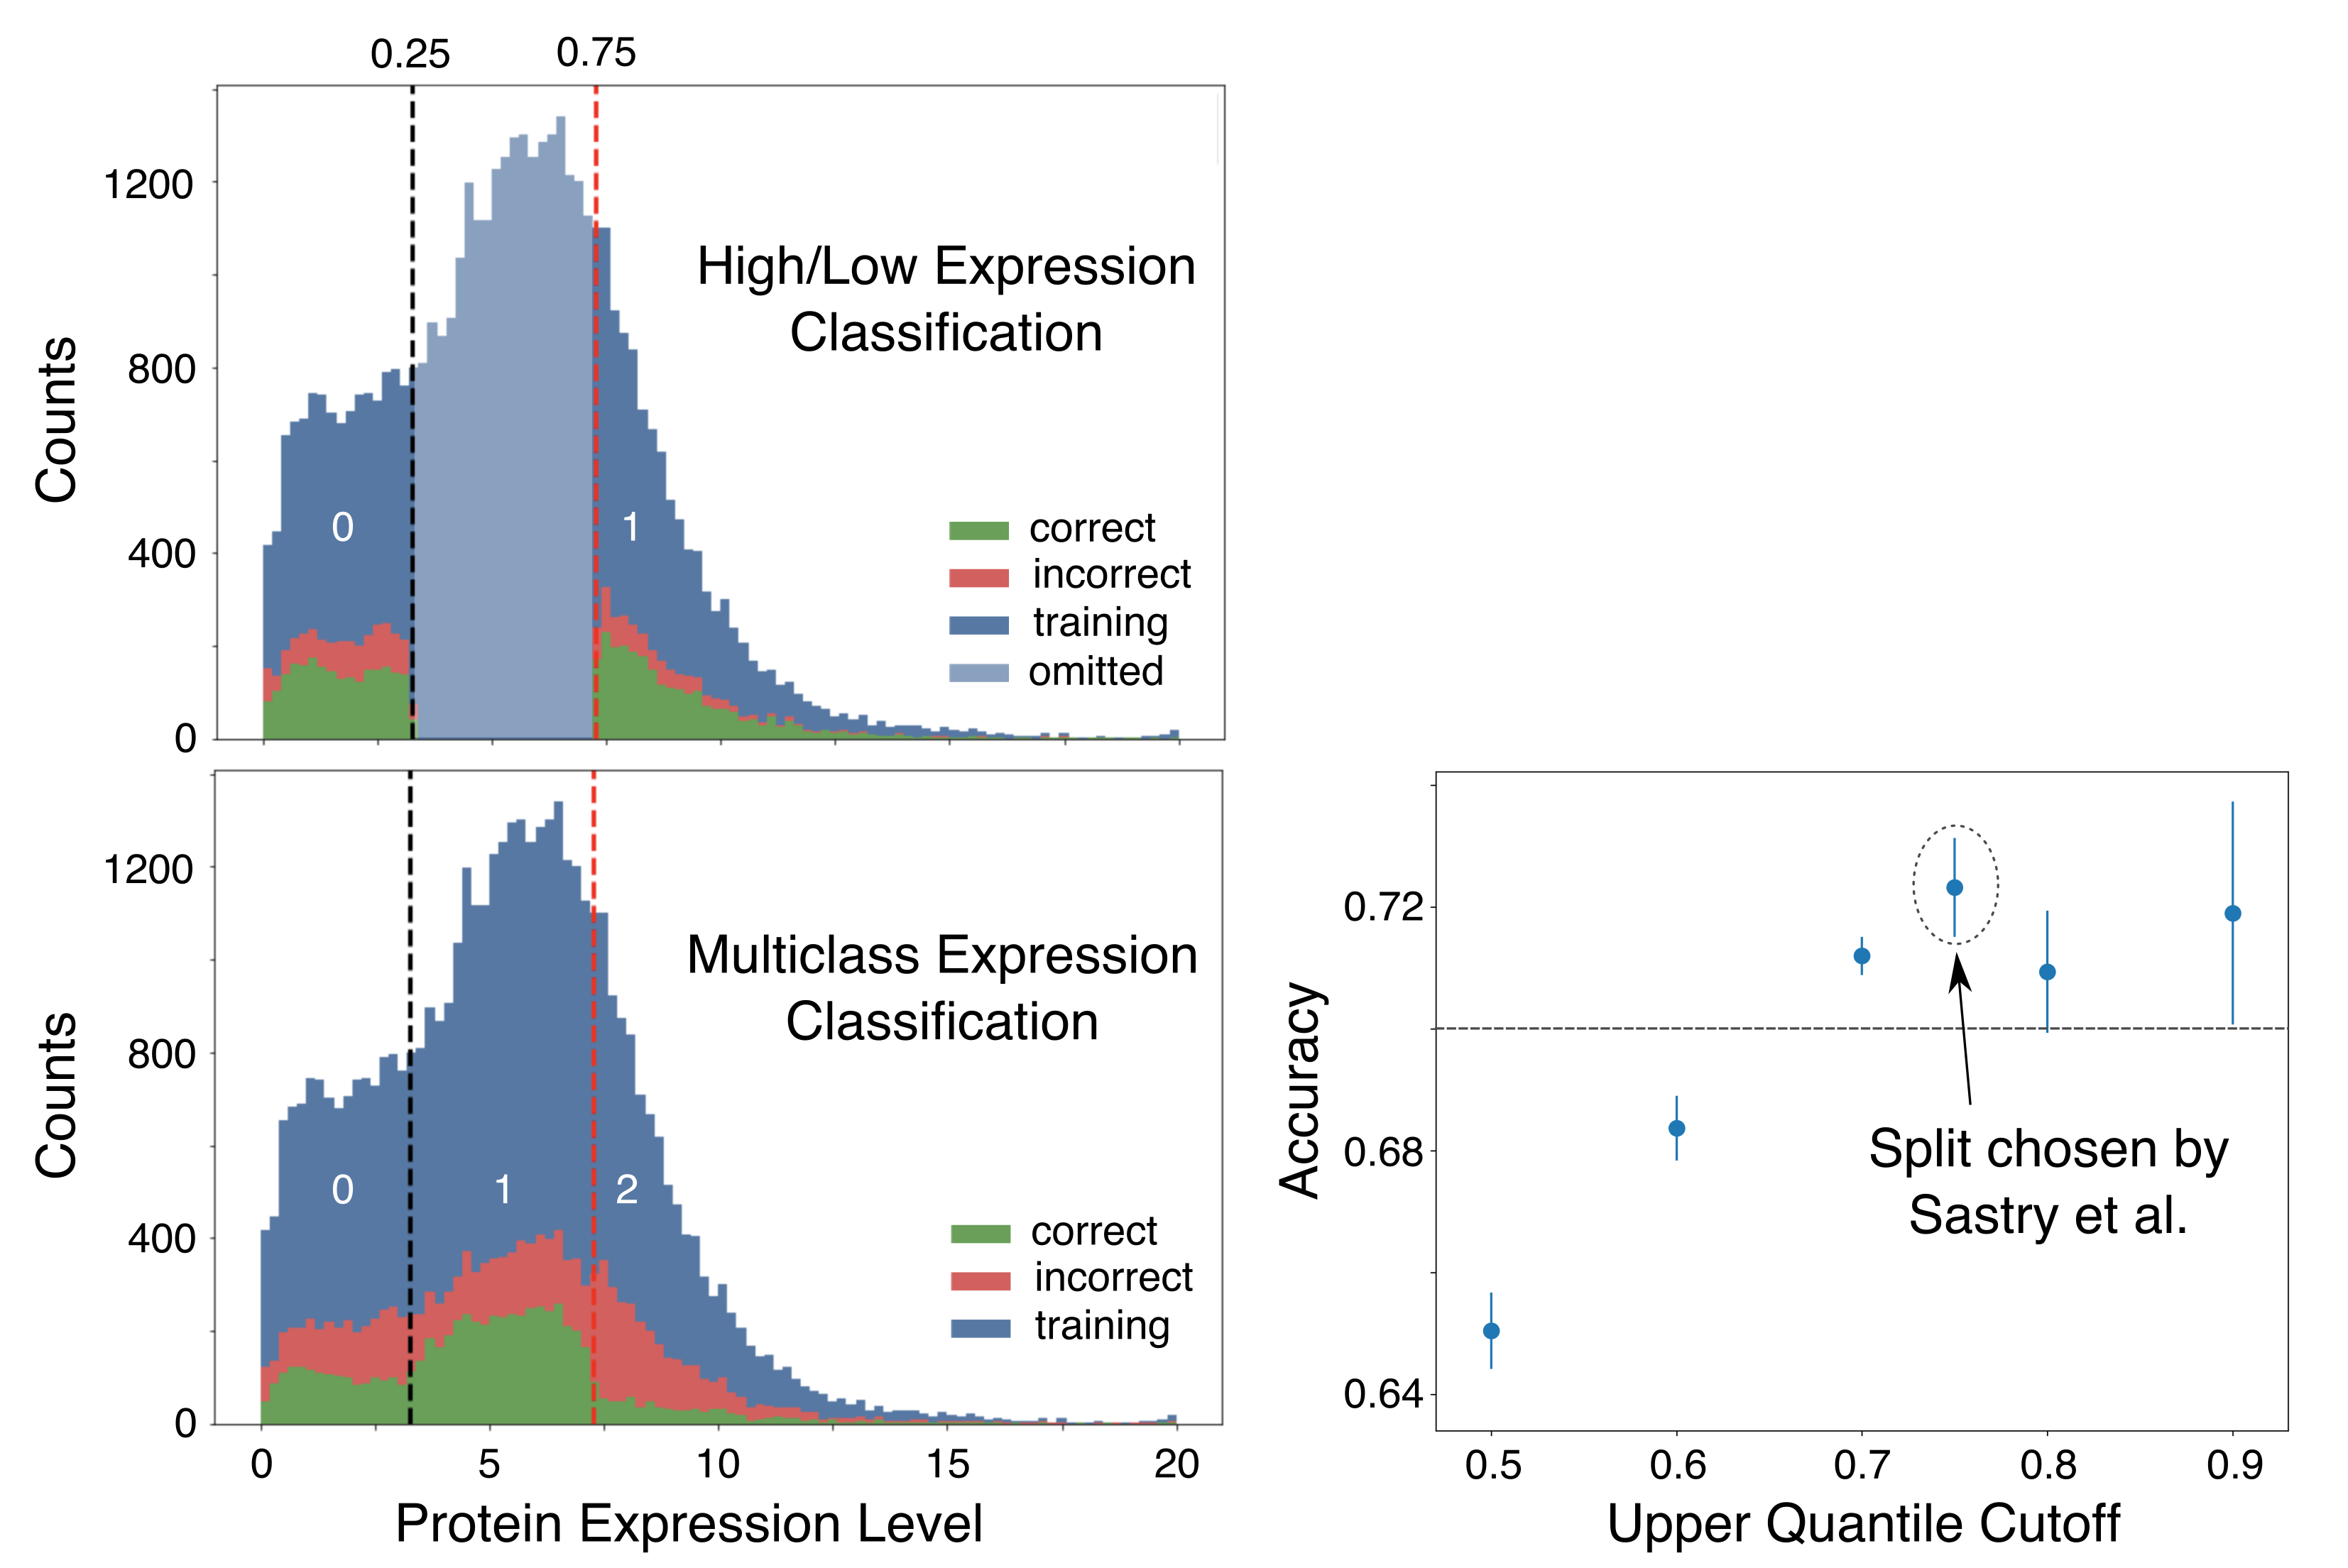 0.25
0.75
1200
800
400
0
Counts
High/Low Expression
Classification
0
1
correct
incorrect
training
omitted
1200
800
400
0
Counts
Multiclass Expression
Classification
0
1
2
correct
incorrect
training
0
5
10
15
20
Protein Expression Level
0.72
0.68
0.64
Accuracy
Split chosen by
Sastry et al.
0.5
0.6
0.7
0.8
0.9
Upper Quantile Cutoff